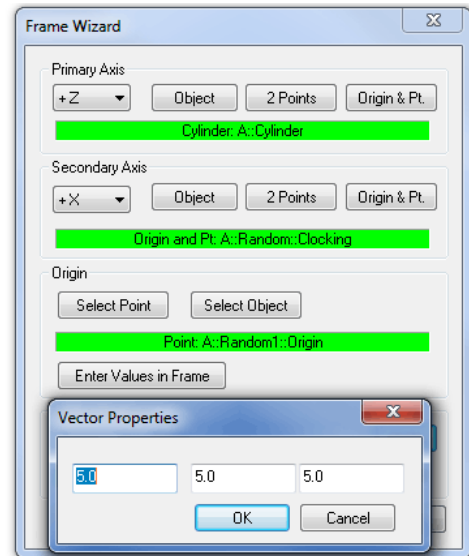 Frame Wizard
Primary Axis
+Z Object 2 Points Origin & Pt.
Cylinder: A::Cylinder
Secondary Axis
+X Object 2 Points Origin & Pt.
Origin and Pt: A::Random::Clocking
Origin
Select Point Select Object
Point: A::Random1::Origin
Enter Values in Frame
Vector Properties
5.0 5.0 5.0
OK Cancel